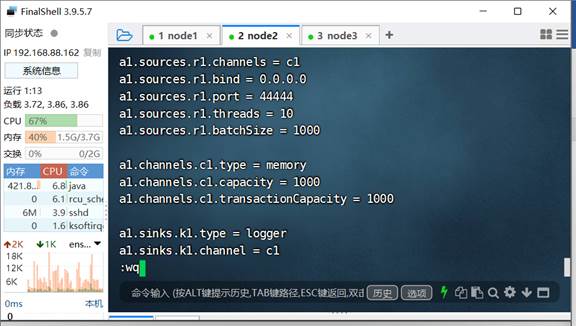 FinalShell 3.9.5.7
同步状态
IP 192.168.88.162 复制
系统信息
运行 1:13
负载 3.72, 3.86, 3.86
CPU 67%
内存 40% 1.5G/3.7G
交换 0% 0/2G
内存 CPU 命令
421.8... 6.8 java
0 6.1 rcu_sche
6M 3.9 sshd
0 1.6 ksoftirq
2K 1K ens...
18K
12K
6K
0ms 本机
0
1 node1 ×
2 node2 ×
3 node3 ×
+
a1.sources.r1.channels = c1
a1.sources.r1.bind = 0.0.0.0
a1.sources.r1.port = 44444
a1.sources.r1.threads = 10
a1.sources.r1.batchSize = 1000
a1.channels.c1.type = memory
a1.channels.c1.capacity = 1000
a1.channels.c1.transactionCapacity = 1000
a1.sinks.k1.type = logger
a1.sinks.k1.channel = c1
:wq
命令输入 (按ALT键提示历史,TAB键路径,ESC键返回,双击
历史 选项